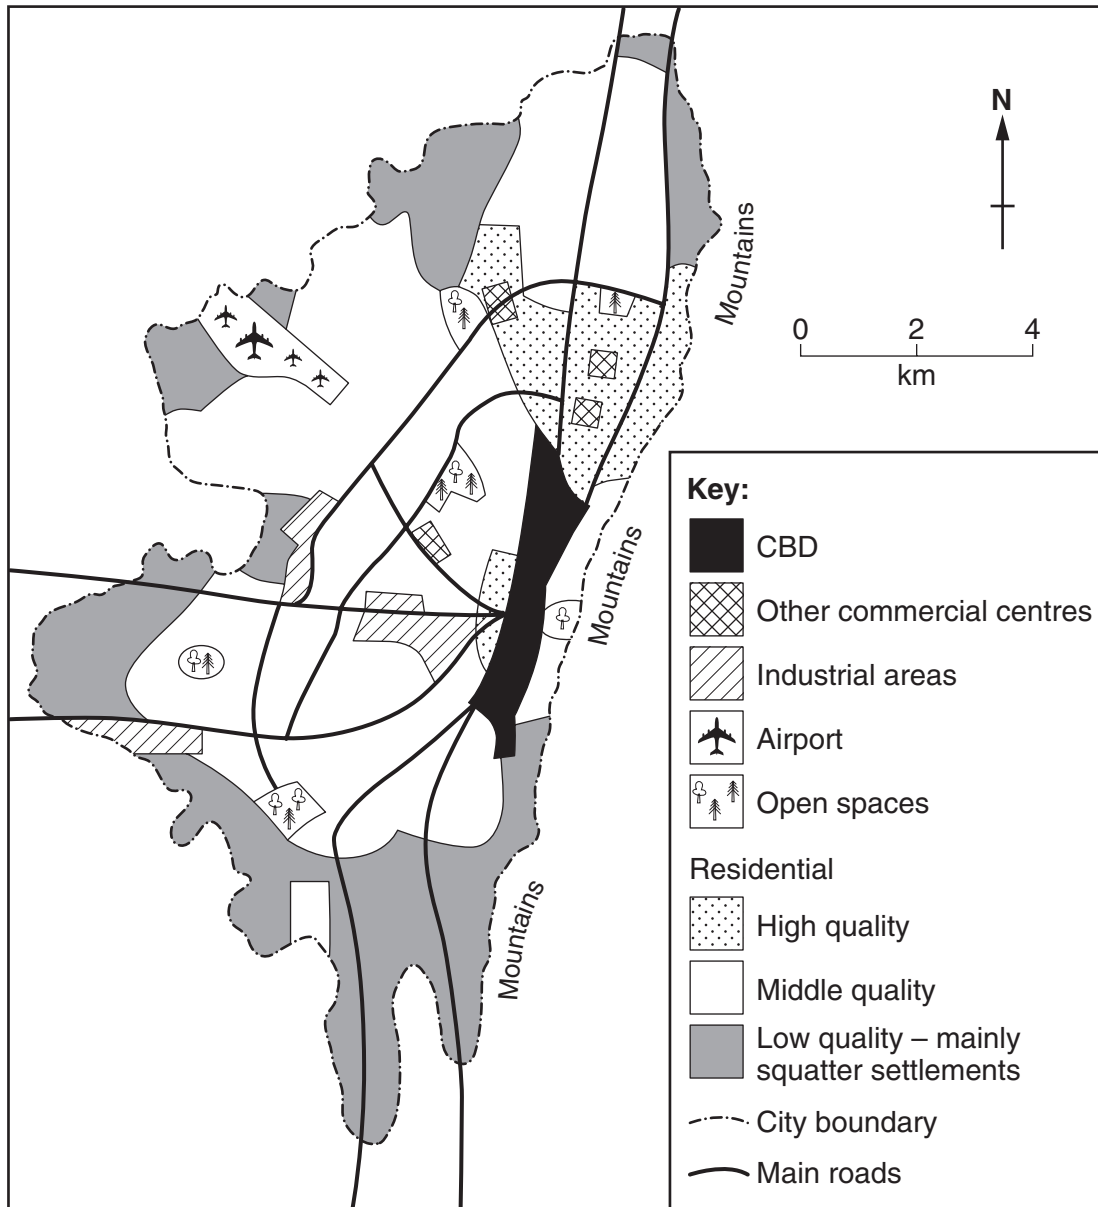 N
Mountains
0 2 4
km
Mountains
Mountains
Key:
CBD
Other commercial centres
Industrial areas
Airport
Open spaces
Residential
High quality
Middle quality
Low quality – mainly
squatter settlements
City boundary
Main roads